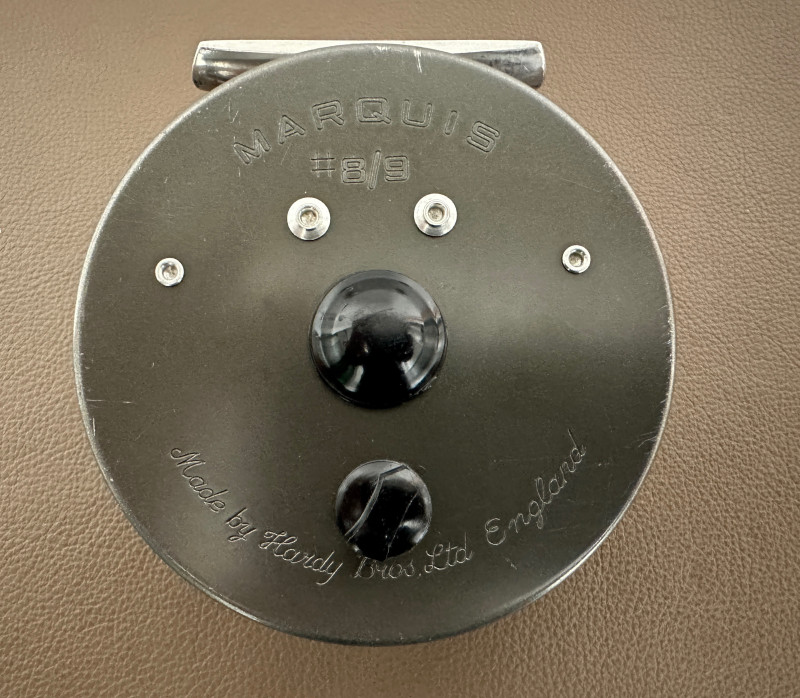 MARQUIS
#8/9
Made by Hardy Bros. Ltd England